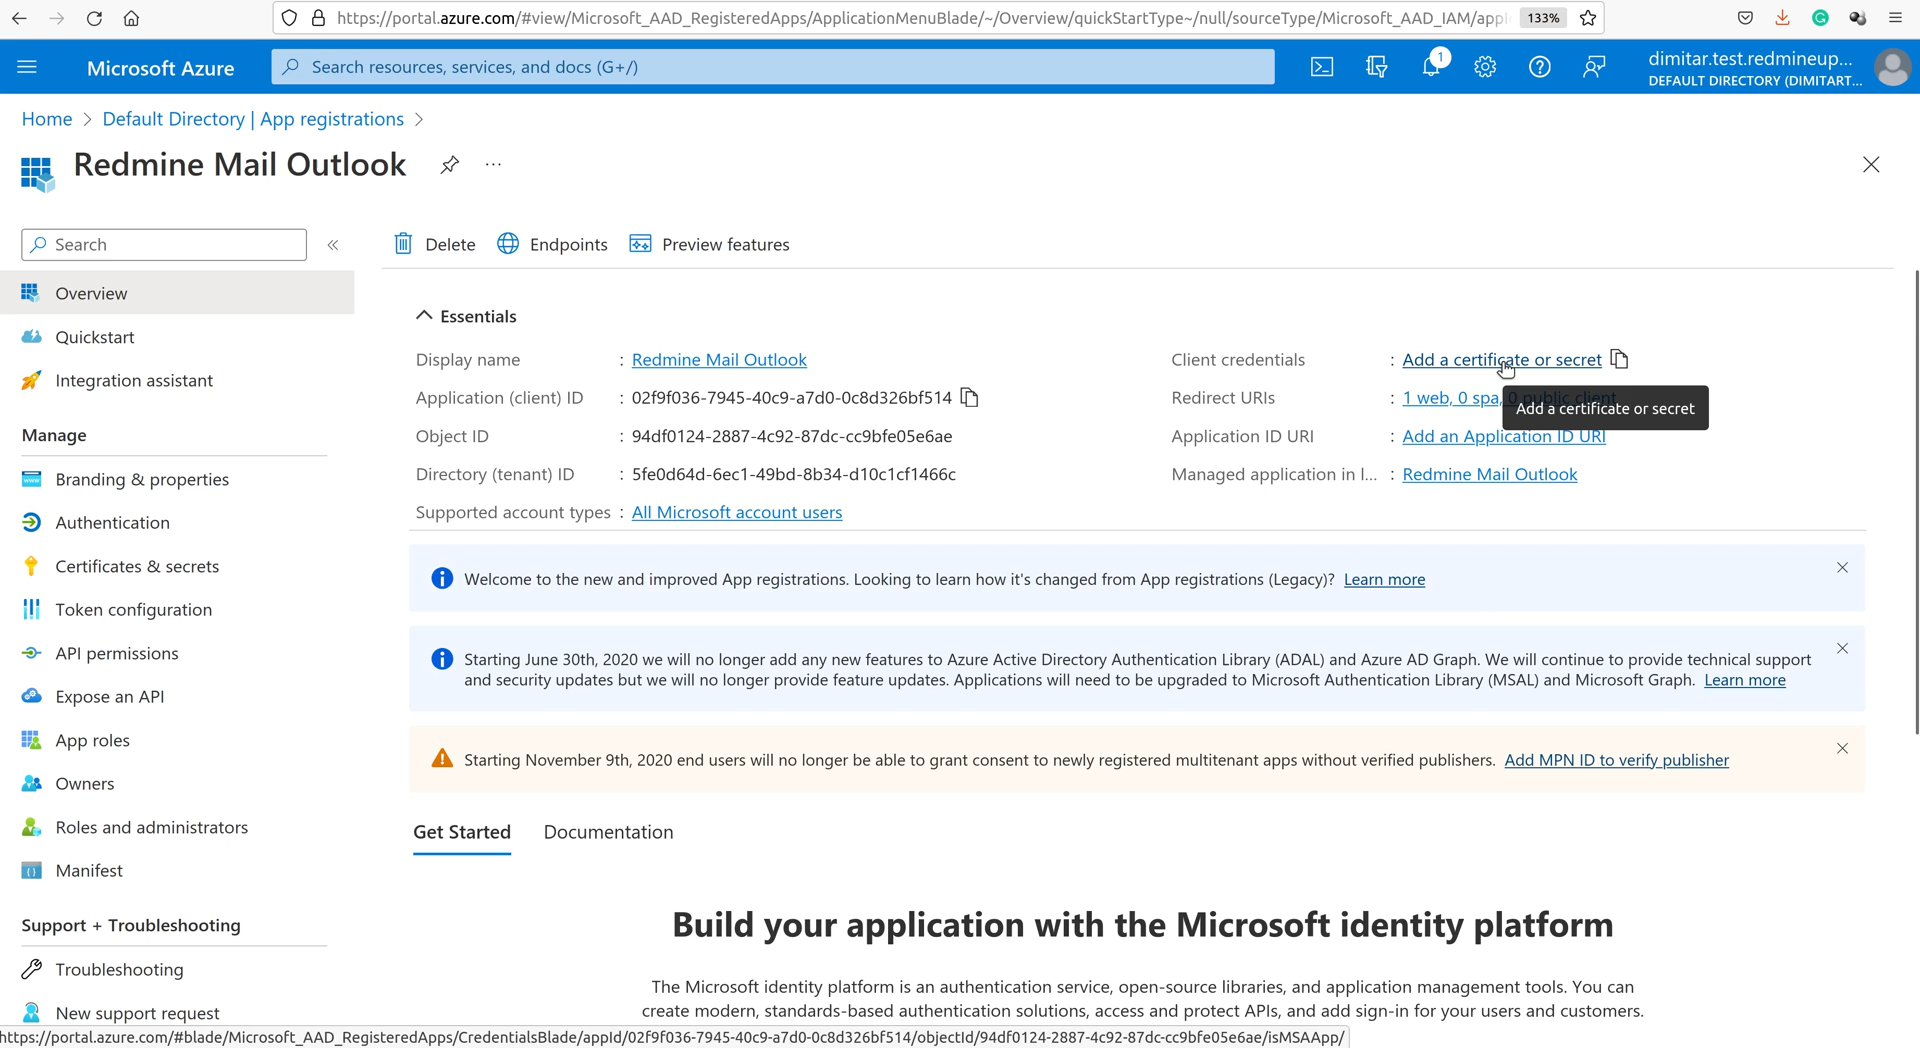 https://portal.azure.com/#view/Microsoft_AAD_RegisteredApps/ApplicationMenuBlade/~/Overview/quickStartType~/null/sourceType/Microsoft_AAD_IAM/appI
133%
Microsoft Azure
Search resources, services, and docs (G+/)
1
dimitar.test.redmineup...
DEFAULT DIRECTORY (DIMITART...
Home > Default Directory | App registrations >
Redmine Mail Outlook
...
Search
«
Delete
Endpoints
Preview features
Overview
Quickstart
Integration assistant
Manage
Branding & properties
Authentication
Certificates & secrets
Token configuration
API permissions
Expose an API
App roles
Owners
Roles and administrators
Manifest
Support + Troubleshooting
Troubleshooting
New support request
Essentials
Display name : Redmine Mail Outlook
Application (client) ID : 02f9f036-7945-40c9-a7d0-0c8d326bf514
Object ID : 94df0124-2887-4c92-87dc-cc9bfe05e6ae
Directory (tenant) ID : 5fe0d64d-6ec1-49bd-8b34-d10c1cf1466c
Supported account types : All Microsoft account users
Client credentials : Add a certificate or secret
Redirect URIs : 1 web, 0 spa, 0 public client
Add a certificate or secret
Application ID URI : Add an Application ID URI
Managed application in l... : Redmine Mail Outlook
Welcome to the new and improved App registrations. Looking to learn how it's changed from App registrations (Legacy)? Learn more
Starting June 30th, 2020 we will no longer add any new features to Azure Active Directory Authentication Library (ADAL) and Azure AD Graph. We will continue to provide technical support
and security updates but we will no longer provide feature updates. Applications will need to be upgraded to Microsoft Authentication Library (MSAL) and Microsoft Graph. Learn more
Starting November 9th, 2020 end users will no longer be able to grant consent to newly registered multitenant apps without verified publishers. Add MPN ID to verify publisher
Get Started
Documentation
Build your application with the Microsoft identity platform
The Microsoft identity platform is an authentication service, open-source libraries, and application management tools. You can
create modern, standards-based authentication solutions, access and protect APIs, and add sign-in for your users and customers.
https://portal.azure.com/#blade/Microsoft_AAD_RegisteredApps/CredentialsBlade/appId/02f9f036-7945-40c9-a7d0-0c8d326bf514/objectId/94df0124-2887-4c92-87dc-cc9bfe05e6ae/isMSAApp/